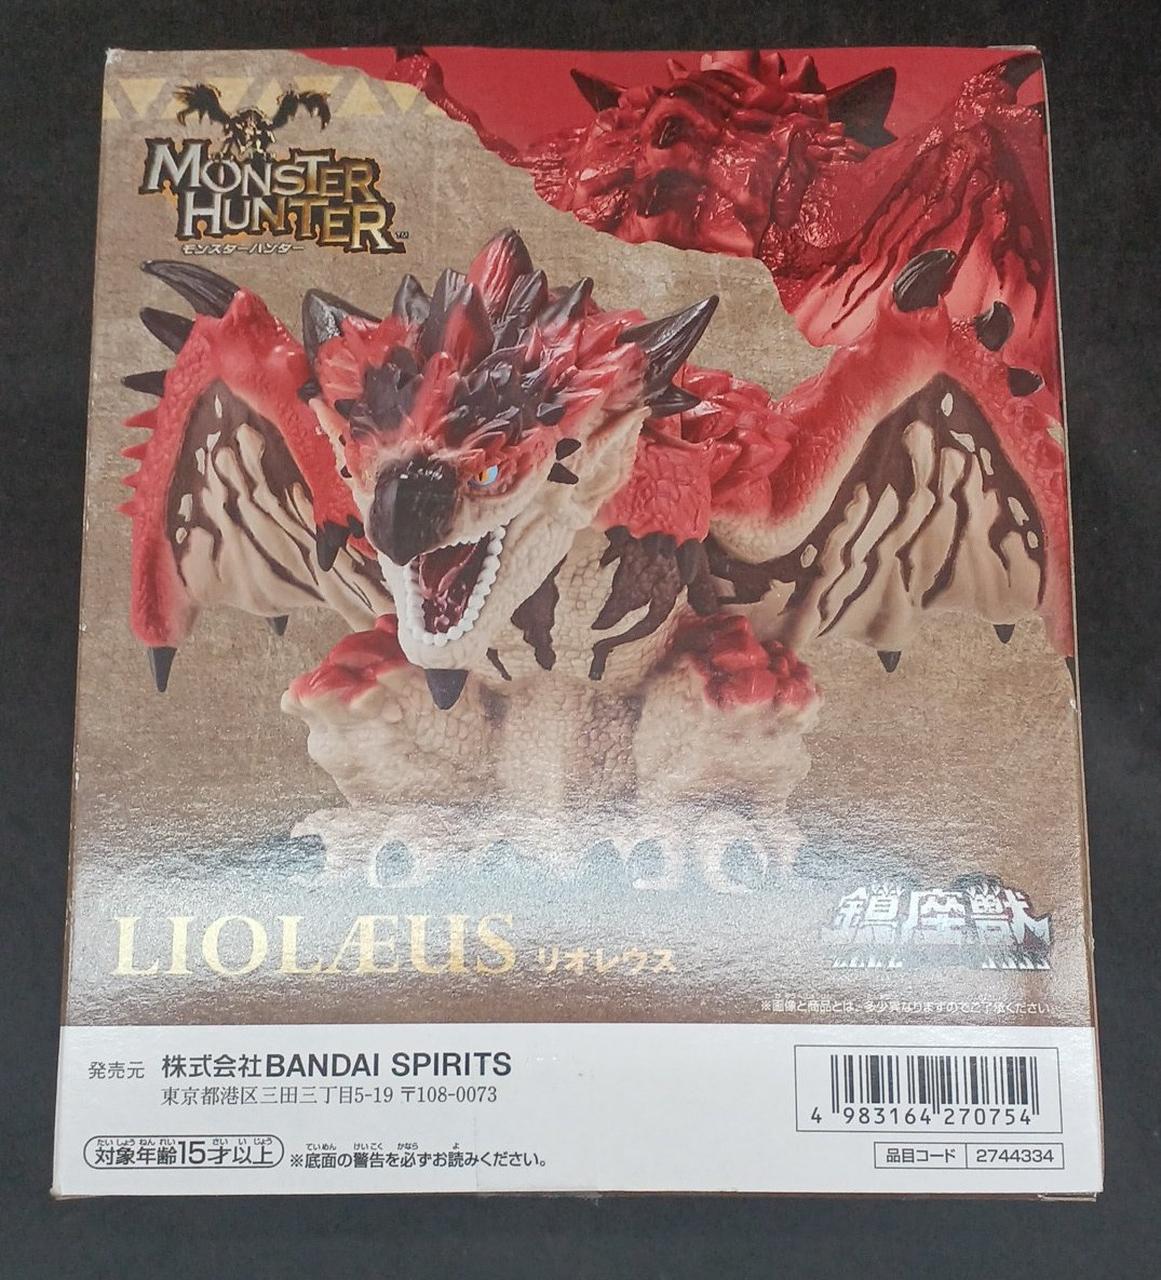 MONSTER
HUNTER™
モンスターハンター
LIOLÆUS リオレウス
鎮座獣
※画像と商品とは、多少異なりますのでご了承ください。
発売元 株式会社BANDAI SPIRITS
東京都港区三田三丁目5-19 〒108-0073
4 983164 270754
対象年齢15才以上 ※底面の警告を必ずお読みください。
品目コード 2744334